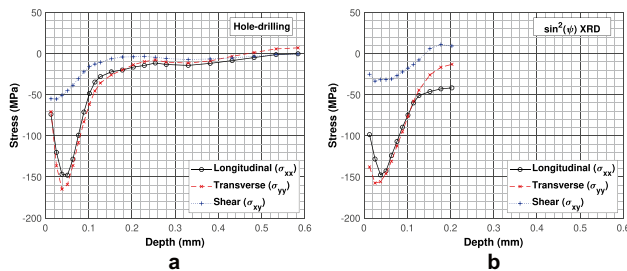 Hole-drilling
50
0
-50
-100
-150
-200
Stress (MPa)
Longitudinal (σxx)
Transverse (σyy)
Shear (σxy)
0 0.1 0.2 0.3 0.4 0.5 0.6
Depth (mm)
a
sin²(ψ) XRD
50
0
-50
-100
-150
-200
Stress (MPa)
Longitudinal (σxx)
Transverse (σyy)
Shear (σxy)
0 0.1 0.2 0.3 0.4 0.5 0.6
Depth (mm)
b